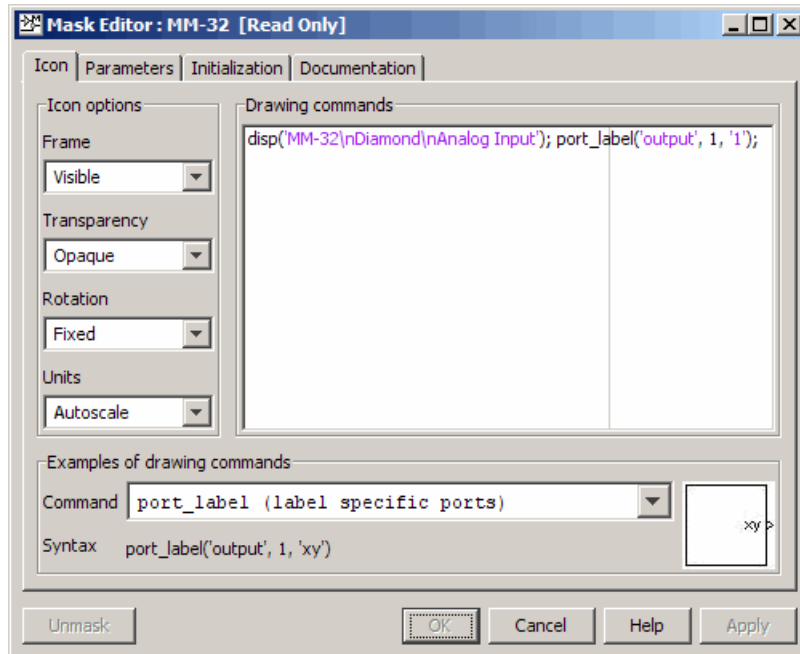 Mask Editor : MM-32 [Read Only]
Icon Parameters Initialization Documentation
Icon options
Frame
Visible
Transparency
Opaque
Rotation
Fixed
Units
Autoscale
Drawing commands
disp('MM-32\nDiamond\nAnalog Input'); port_label('output', 1, '1');
Examples of drawing commands
Command port_label (label specific ports)
Syntax port_label('output', 1, 'xy')
xy
Unmask OK Cancel Help Apply